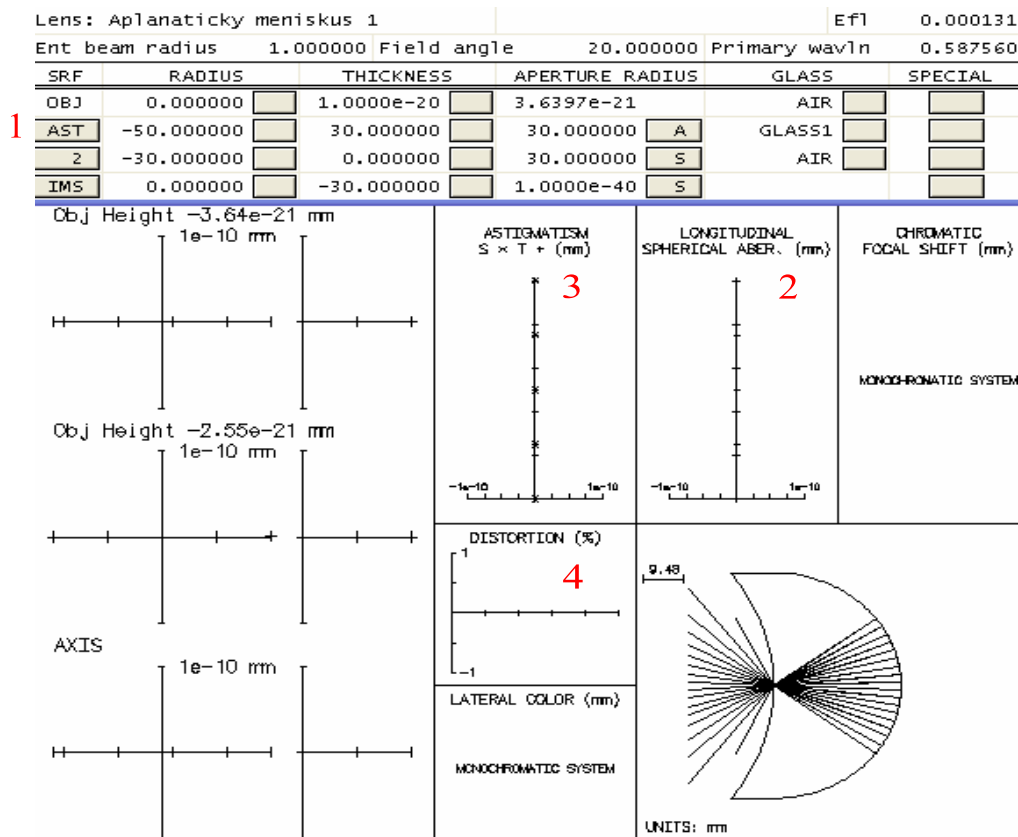 Lens: Aplanaticky meniskus 1 Efl 0.000131
Ent beam radius 1.000000 Field angle 20.000000 Primary wavln 0.587560
SRF RADIUS THICKNESS APERTURE RADIUS GLASS SPECIAL
OBJ 0.000000 1.0000e-20 3.6397e-21 AIR
1 AST -50.000000 30.000000 30.000000 A GLASS1
2 -30.000000 0.000000 30.000000 S AIR
IMS 0.000000 -30.000000 1.0000e-40 S
Obj Height -3.64e-21 mm
1e-10 mm
ASTIGMATISM
S × T + (mm)
3
-1e-10 1e-10
LONGITUDINAL
SPHERICAL ABER. (mm)
2
-1e-10 1e-10
CHROMATIC
FOCAL SHIFT (mm)
MONOCHROMATIC SYSTEM
Obj Height -2.55e-21 mm
1e-10 mm
DISTORTION (%)
1
4
-1
9.48
AXIS
1e-10 mm
LATERAL COLOR (mm)
MONOCHROMATIC SYSTEM
UNITS: mm